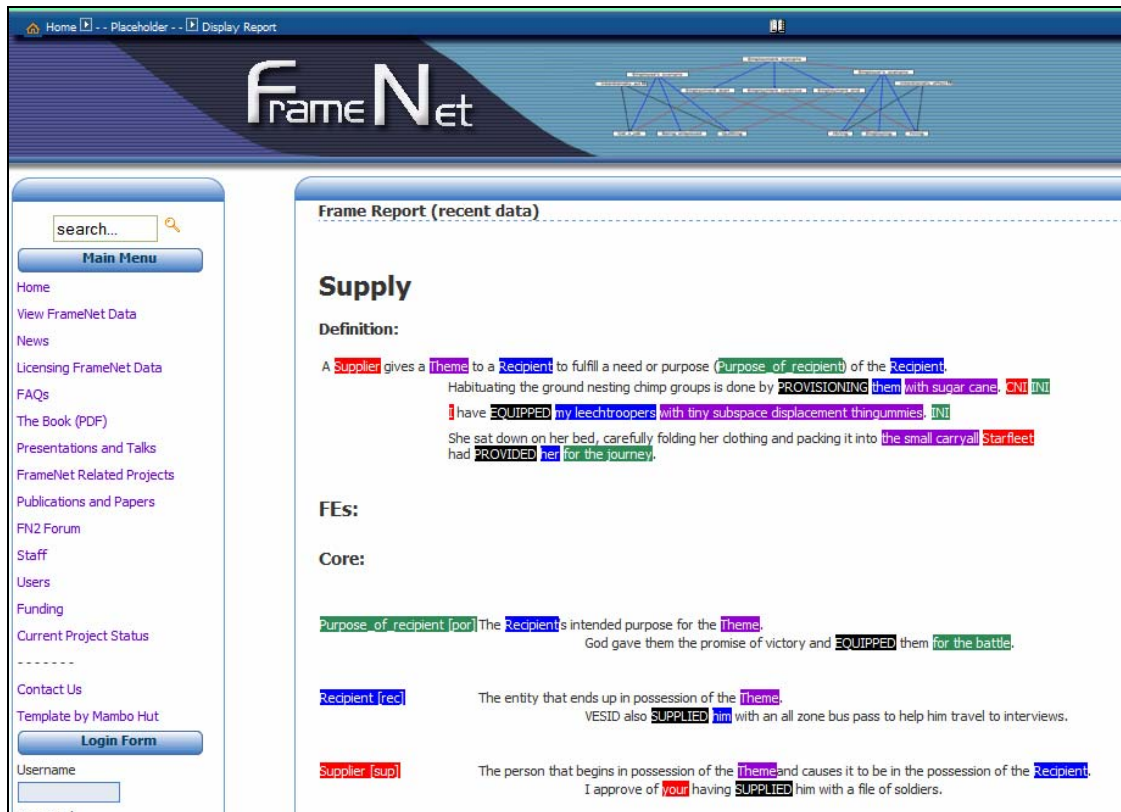 Home - - Placeholder - - Display Report
FrameNet
search...
Main Menu
Home
View FrameNet Data
News
Licensing FrameNet Data
FAQs
The Book (PDF)
Presentations and Talks
FrameNet Related Projects
Publications and Papers
FN2 Forum
Staff
Users
Funding
Current Project Status
- - - - - - -
Contact Us
Template by Mambo Hut
Login Form
Username
Frame Report (recent data)
Supply
Definition:
A Supplier gives a Theme to a Recipient to fulfill a need or purpose (Purpose_of_recipient) of the Recipient.
Habituating the ground nesting chimp groups is done by PROVISIONING them with sugar cane. CNI INI
I have EQUIPPED my leechtroopers with tiny subspace displacement thingummies. INI
She sat down on her bed, carefully folding her clothing and packing it into the small carryall Starfleet
had PROVIDED her for the journey.
FEs:
Core:
Purpose_of_recipient [por] The Recipient's intended purpose for the Theme.
God gave them the promise of victory and EQUIPPED them for the battle.
Recipient [rec] The entity that ends up in possession of the Theme.
VESID also SUPPLIED him with an all zone bus pass to help him travel to interviews.
Supplier [sup] The person that begins in possession of the Themeand causes it to be in the possession of the Recipient.
I approve of your having SUPPLIED him with a file of soldiers.